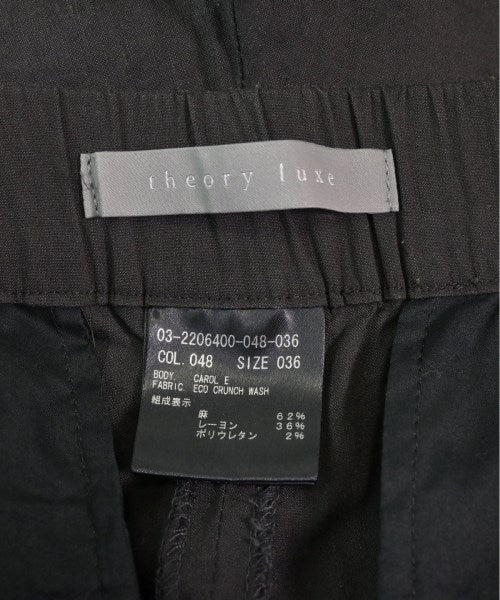 theory luxe
03-2206400-048-036
COL. 048 SIZE 036
BODY. CAROL E
FABRIC. ECO CRUNCH WASH
組成表示
麻 62%
レーヨン 36%
ポリウレタン 2%